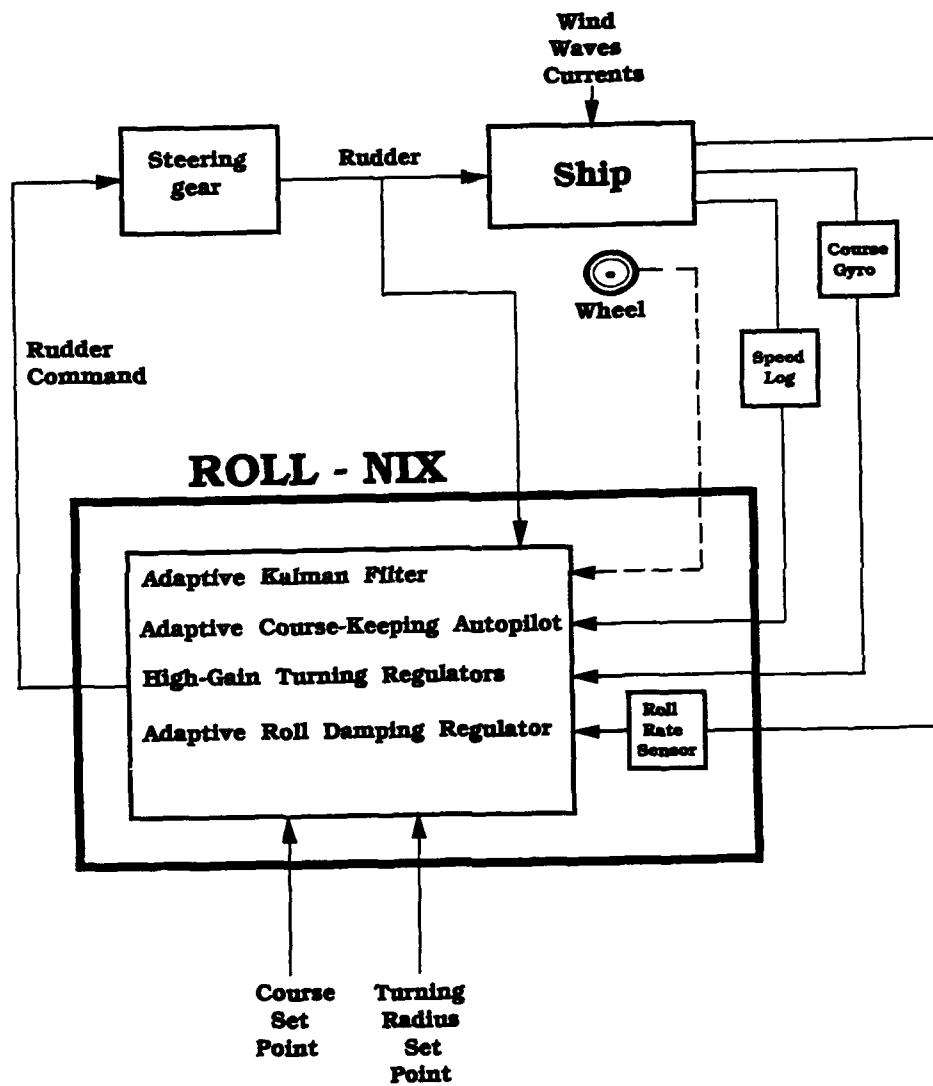 Wind
Waves
Currents
Steering
gear
Rudder
Ship
Course
Gyro
Wheel
Speed
Log
Rudder
Command
ROLL - NIX
Adaptive Kalman Filter
Adaptive Course-Keeping Autopilot
High-Gain Turning Regulators
Adaptive Roll Damping Regulator
Roll
Rate
Sensor
Course
Set
Point
Turning
Radius
Set
Point